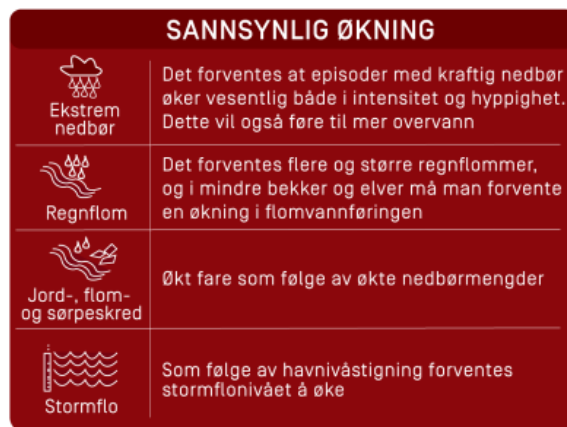 SANNSYNLIG ØKNING
Ekstrem
nedbør
Det forventes at episoder med kraftig nedbør
øker vesentlig både i intensitet og hyppighet.
Dette vil også føre til mer overvann
Regnflom
Det forventes flere og større regnflommer,
og i mindre bekker og elver må man forvente
en økning i flomvannføringen
Jord-, flom-
og sørpeskred
Økt fare som følge av økte nedbørmengder
Stormflo
Som følge av havnivåstigning forventes
stormflonivået å øke